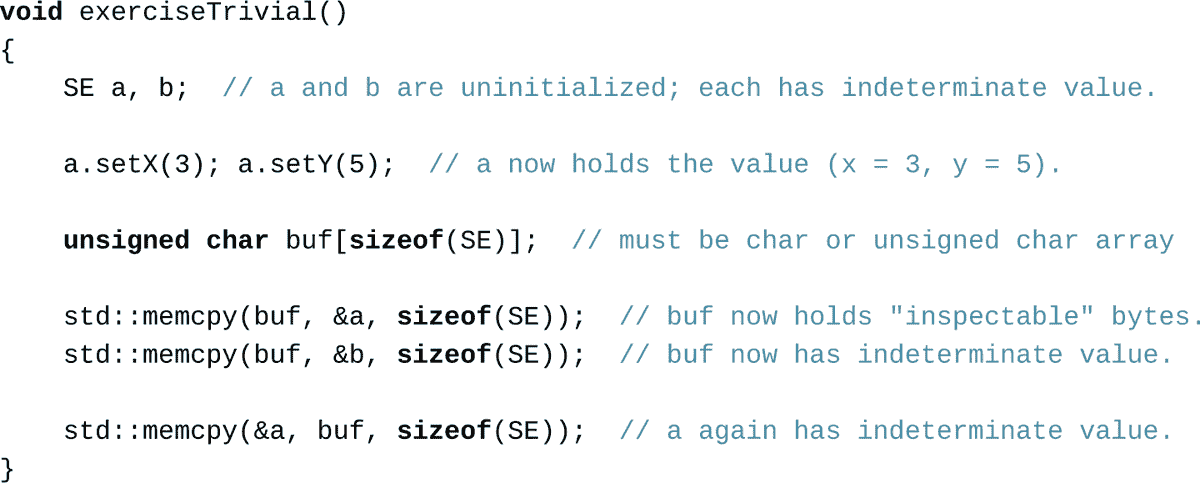 void exerciseTrivial()
{
    SE a, b;  // a and b are uninitialized; each has indeterminate value.
    a.setX(3); a.setY(5);  // a now holds the value (x = 3, y = 5).
    unsigned char buf[sizeof(SE)];  // must be char or unsigned char array
    std::memcpy(buf, &a, sizeof(SE));  // buf now holds "inspectable" bytes.
    std::memcpy(buf, &b, sizeof(SE));  // buf now has indeterminate value.
    std::memcpy(&a, buf, sizeof(SE));  // a again has indeterminate value.
}